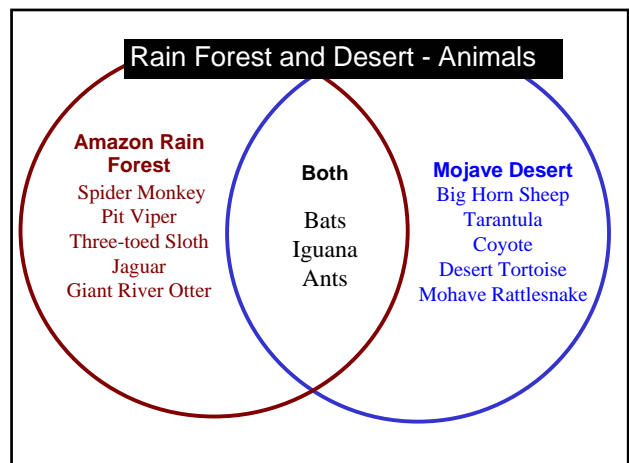 Rain Forest and Desert - Animals
Amazon Rain
Forest
Spider Monkey
Pit Viper
Three-toed Sloth
Jaguar
Giant River Otter
Both
Bats
Iguana
Ants
Mojave Desert
Big Horn Sheep
Tarantula
Coyote
Desert Tortoise
Mohave Rattlesnake